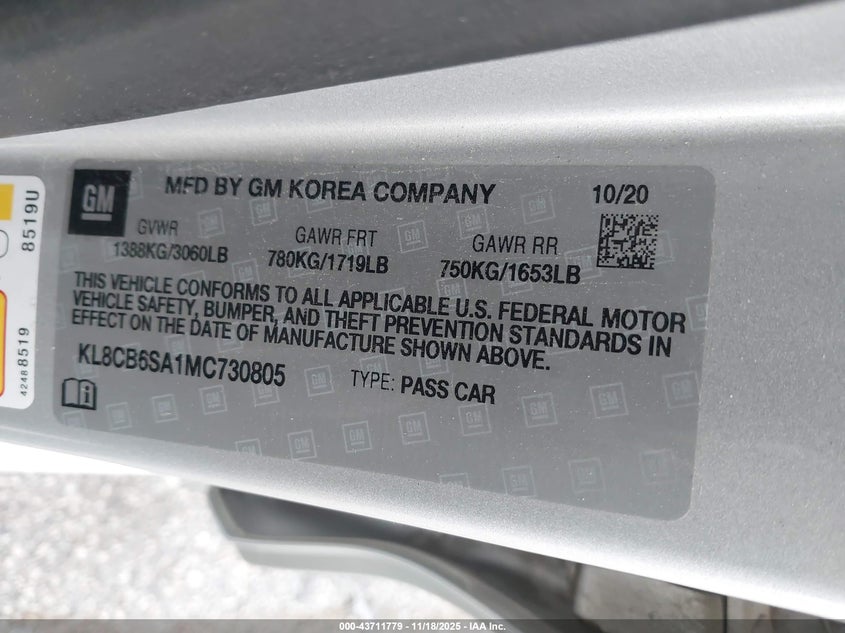 GM
MFD BY GM KOREA COMPANY
10/20
GVWR
GAWR FRT
GAWR RR
1388KG/3060LB
780KG/1719LB
750KG/1653LB
THIS VEHICLE CONFORMS TO ALL APPLICABLE U.S. FEDERAL MOTOR
VEHICLE SAFETY, BUMPER, AND THEFT PREVENTION STANDARDS IN
EFFECT ON THE DATE OF MANUFACTURE SHOWN ABOVE.
KL8CB6SA1MC730805
TYPE: PASS CAR
8519U
42488519
000-43711779 — 11/18/2025 — IAA Inc.